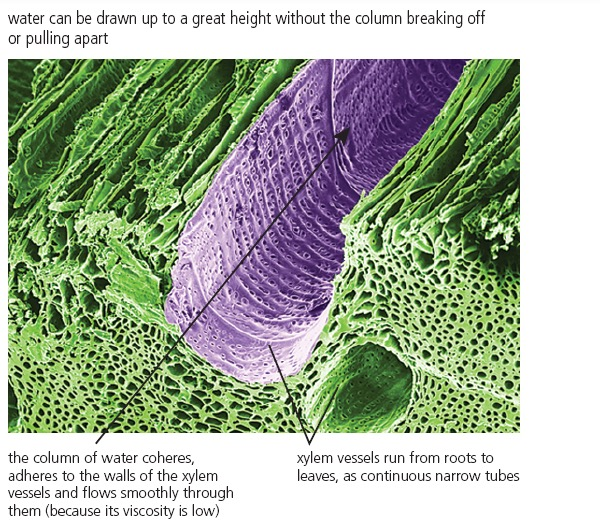 water can be drawn up to a great height without the column breaking off
or pulling apart
the column of water coheres,
adheres to the walls of the xylem
vessels and flows smoothly through
them (because its viscosity is low)
xylem vessels run from roots to
leaves, as continuous narrow tubes